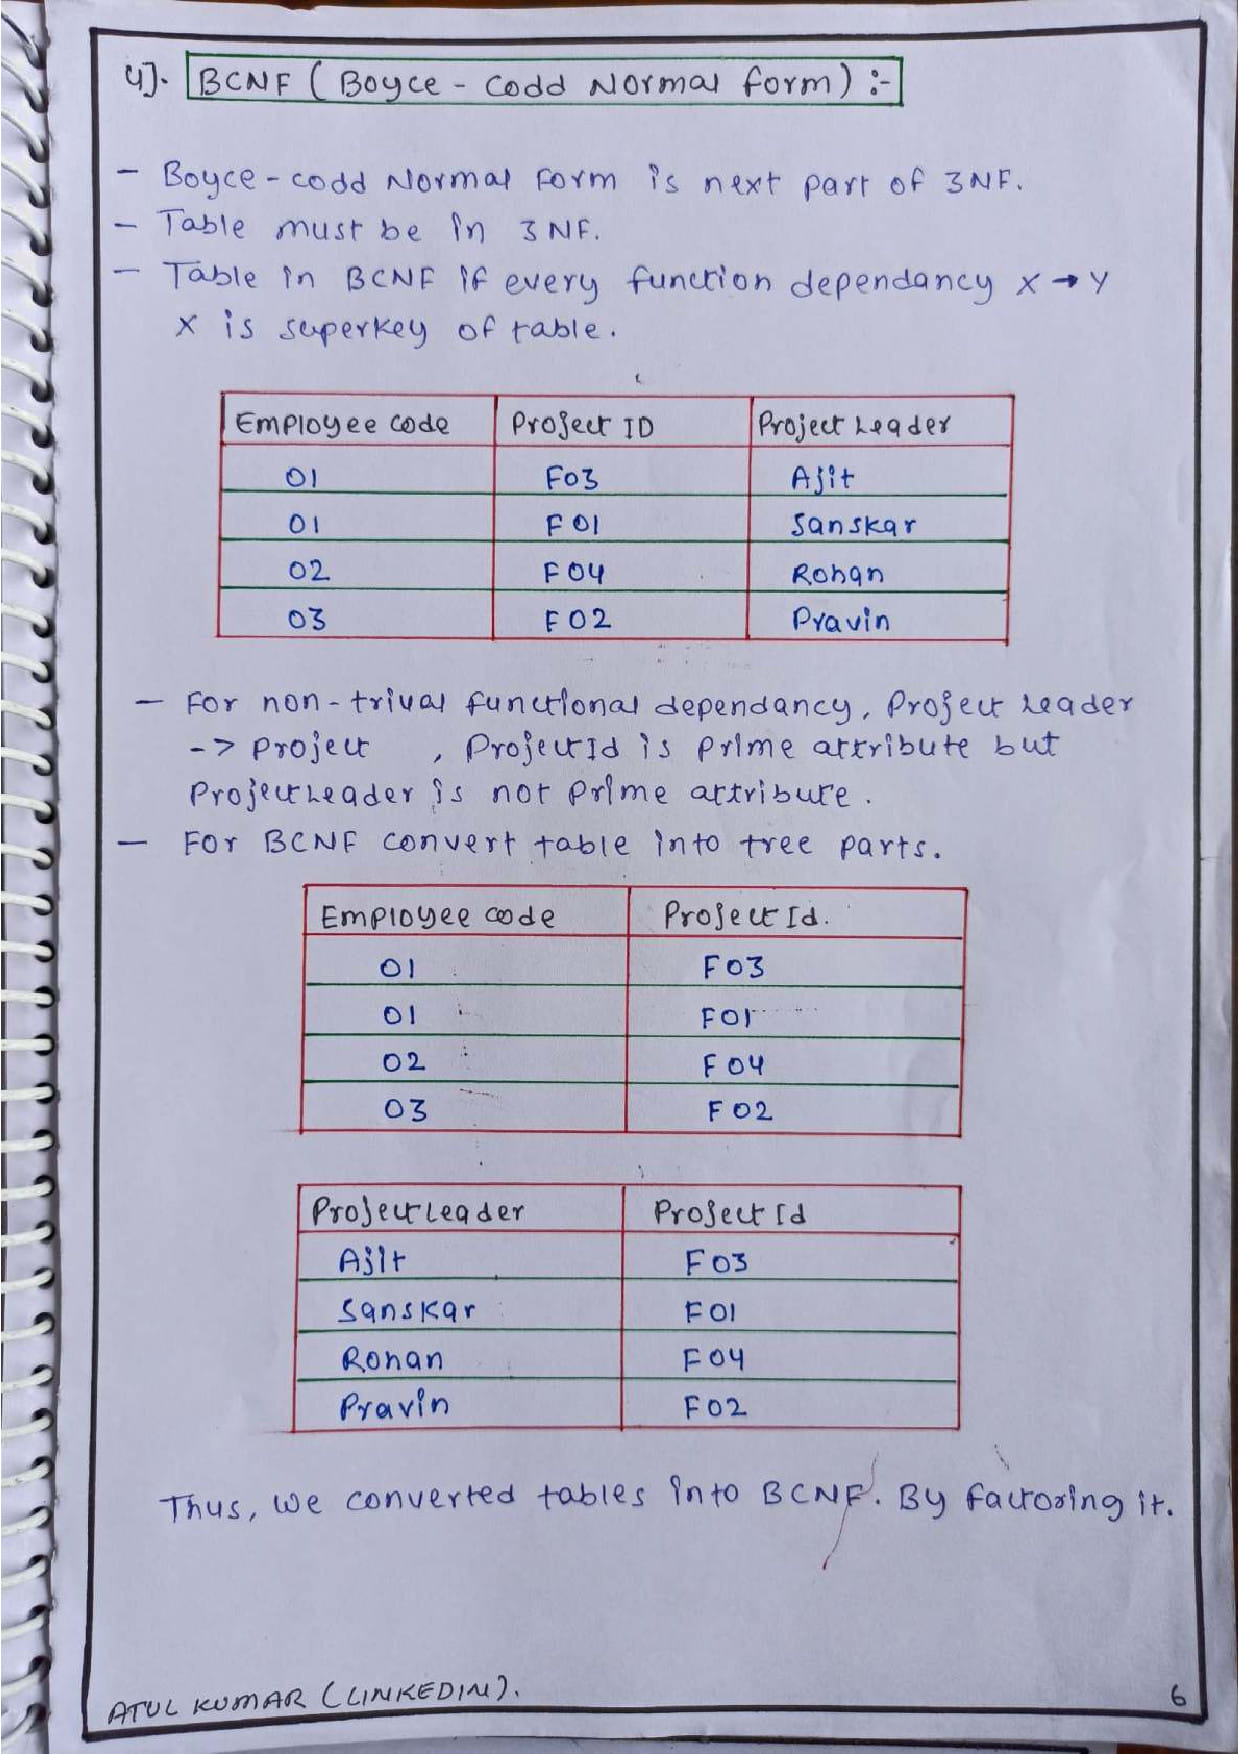 4]. BCNF (Boyce - Codd Normal form) :-
- Boyce - codd Normal Form is next part of 3NF.
- Table must be in 3NF.
- Table in BCNF if every function dependancy X → Y
X is superkey of table.
Employee code Project ID Project Leader
01 F03 Ajit
01 F01 Sanskar
02 F04 Rohan
03 F02 Pravin
- For non - trival functional dependancy, Project Leader
-> Project , ProjectId is prime attribute but
ProjectLeader is not prime attribute.
- For BCNF convert table into tree parts.
Employee code Project Id.
01 F03
01 F01
02 F04
03 F02
ProjectLeader Project Id
Ajit F03
Sanskar F01
Rohan F04
Pravin F02
Thus, we converted tables into BCNF. By factoring it.
ATUL KUMAR (LINKEDIN). 6